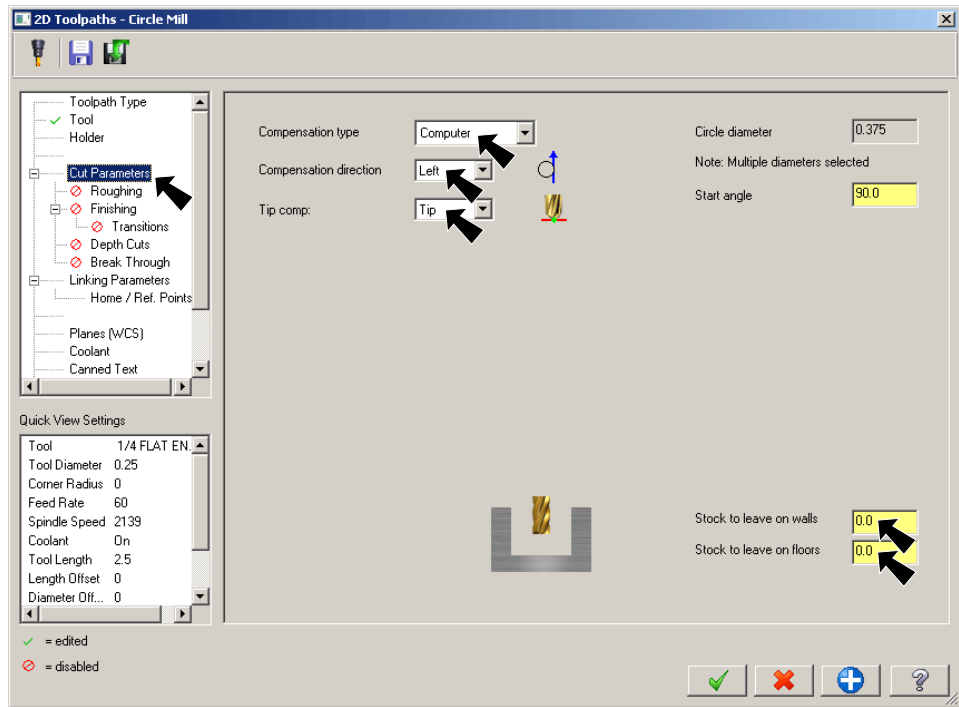 2D Toolpaths - Circle Mill
Toolpath Type
Tool
Holder
Cut Parameters
Roughing
Finishing
Transitions
Depth Cuts
Break Through
Linking Parameters
Home / Ref. Points
Planes (WCS)
Coolant
Canned Text
Quick View Settings
Tool 1/4 FLAT EN.
Tool Diameter 0.25
Corner Radius 0
Feed Rate 60
Spindle Speed 2139
Coolant On
Tool Length 2.5
Length Offset 0
Diameter Off... 0
= edited
= disabled
Compensation type Computer
Compensation direction Left
Tip comp: Tip
Circle diameter 0.375
Note: Multiple diameters selected
Start angle 90.0
Stock to leave on walls 0.0
Stock to leave on floors 0.0